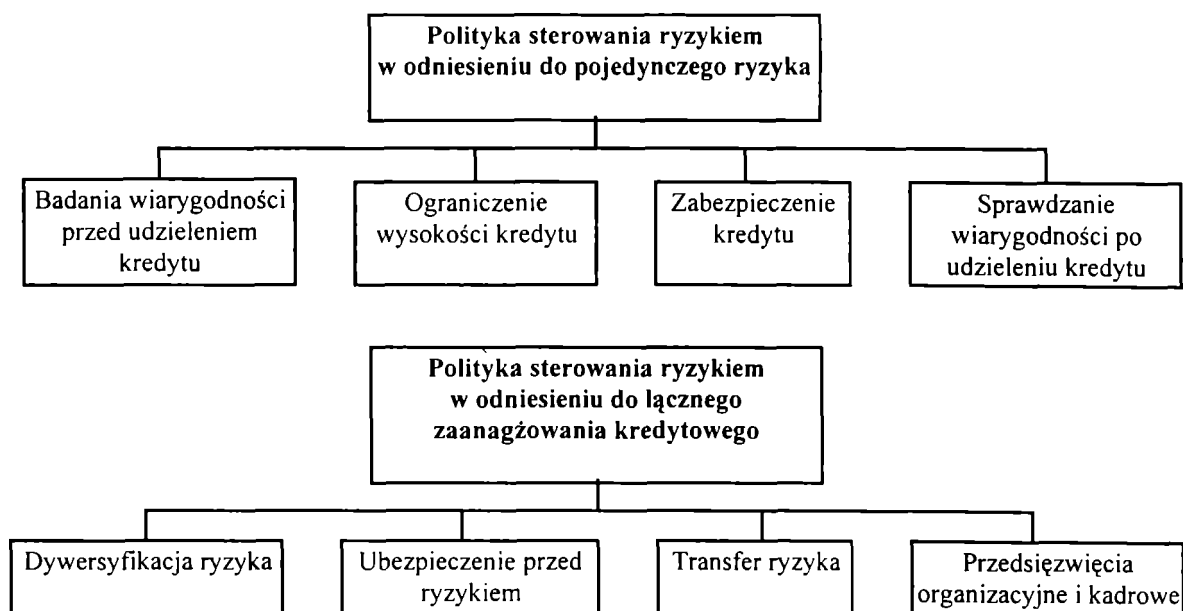 Polityka sterowania ryzykiem
w odniesieniu do pojedynczego ryzyka
Badania wiarygodności
przed udzieleniem
kredytu
Ograniczenie
wysokości kredytu
Zabezpieczenie
kredytu
Sprawdzanie
wiarygodności po
udzieleniu kredytu
Polityka sterowania ryzykiem
w odniesieniu do łącznego
zaanagżowania kredytowego
Dywersyfikacja ryzyka
Ubezpieczenie przed
ryzykiem
Transfer ryzyka
Przedsięzwięcia
organizacyjne i kadrowe